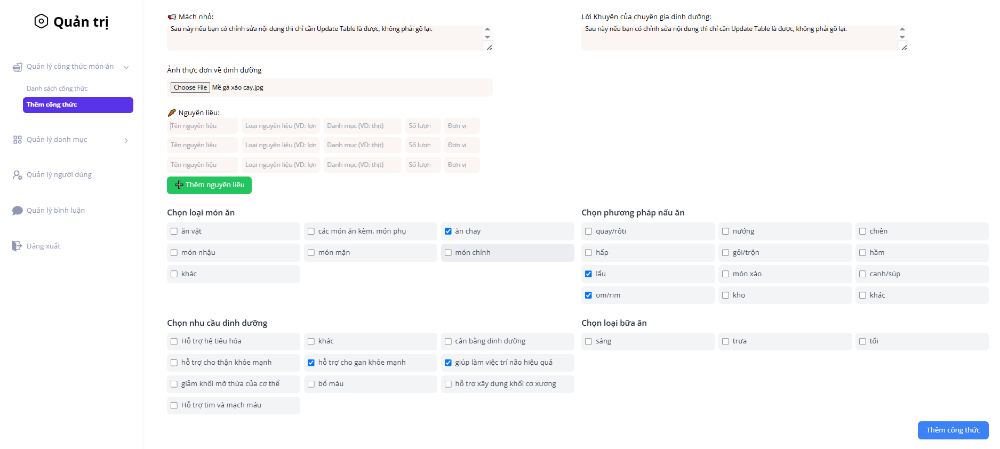 Quản trị
Quản lý công thức món ăn
Danh sách công thức
Thêm công thức
Quản lý danh mục
Quản lý người dùng
Quản lý bình luận
Đăng xuất
Mách nhỏ:
Sau này nếu bạn có chỉnh sửa nội dung thì chỉ cần Update Table là được, không phải gõ lại.
Lời Khuyên của chuyên gia dinh dưỡng:
Sau này nếu bạn có chỉnh sửa nội dung thì chỉ cần Update Table là được, không phải gõ lại.
Ảnh thực đơn về dinh dưỡng
Choose File Mề gà xào cay.jpg
Nguyên liệu:
Tên nguyên liệu Loại nguyên liệu (VD: lợn Danh mục (VD: thịt) Số lượn Đơn vị
Tên nguyên liệu Loại nguyên liệu (VD: lợn Danh mục (VD: thịt) Số lượn Đơn vị
Tên nguyên liệu Loại nguyên liệu (VD: lợn Danh mục (VD: thịt) Số lượn Đơn vị
Thêm nguyên liệu
Chọn loại món ăn
ăn vặt các món ăn kèm, món phụ ăn chay
món nhậu món mặn món chính
khác
Chọn phương pháp nấu ăn
quay/rôti nướng chiên
hấp gỏi/trộn hầm
lẩu món xào canh/súp
om/rim kho khác
Chọn nhu cầu dinh dưỡng
Hỗ trợ hệ tiêu hóa khác cân bằng dinh dưỡng
hỗ trợ cho thận khỏe mạnh hỗ trợ cho gan khỏe mạnh giúp làm việc trí não hiệu quả
giảm khối mỡ thừa của cơ thể bổ máu hỗ trợ xây dựng khối cơ xương
Hỗ trợ tim và mạch máu
Chọn loại bữa ăn
sáng trưa tối
Thêm công thức